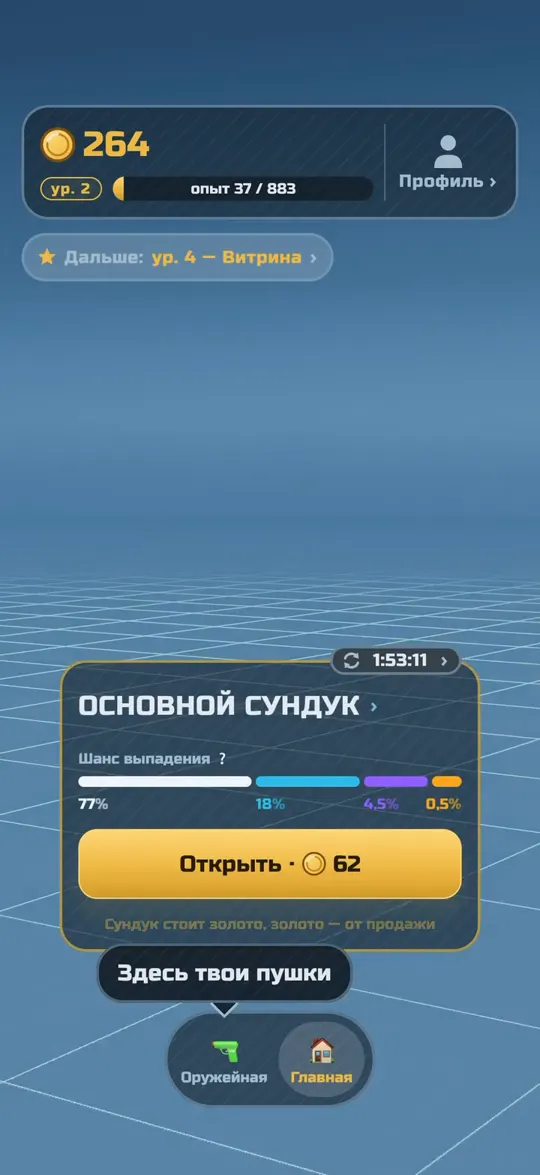 264
Профиль ›
ур. 2
опыт 37 / 883
Дальше: ур. 4 — Витрина ›
1:53:11 ›
ОСНОВНОЙ СУНДУК ›
Шанс выпадения ?
77% 18% 4,5% 0,5%
Открыть · 62
Сундук стоит золото, золото — от продажи
Здесь твои пушки
Оружейная Главная